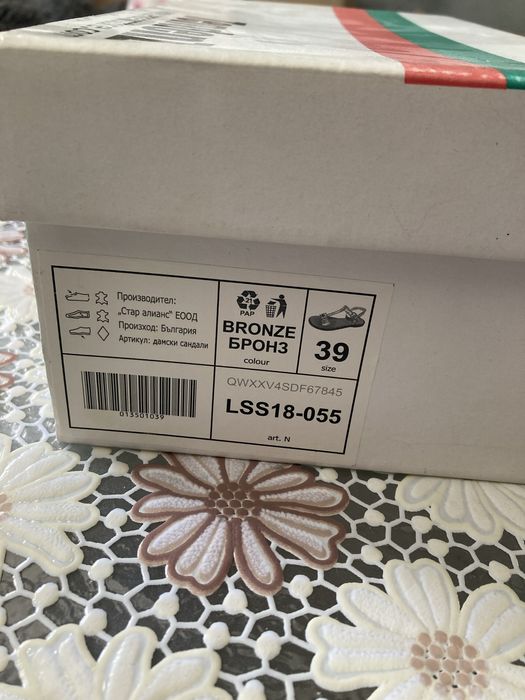 Производител:
„Стар алианс" ЕООД
Произход: България
Артикул: дамски сандали
21
PAP
BRONZE
БРОНЗ
colour
39
size
013501039
QWXXV4SDF67845
LSS18-055
art. N